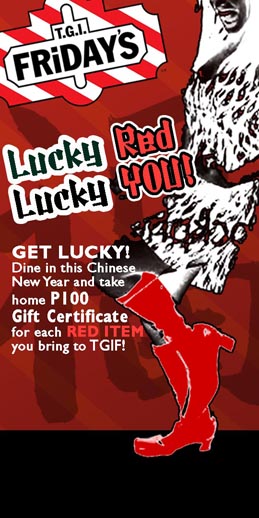 T.G.I.
FRiDAY'S
Lucky Red
Lucky YOU!
GET LUCKY!
Dine in this Chinese
New Year and take
home P100
Gift Certificate
for each RED ITEM
you bring to TGIF!